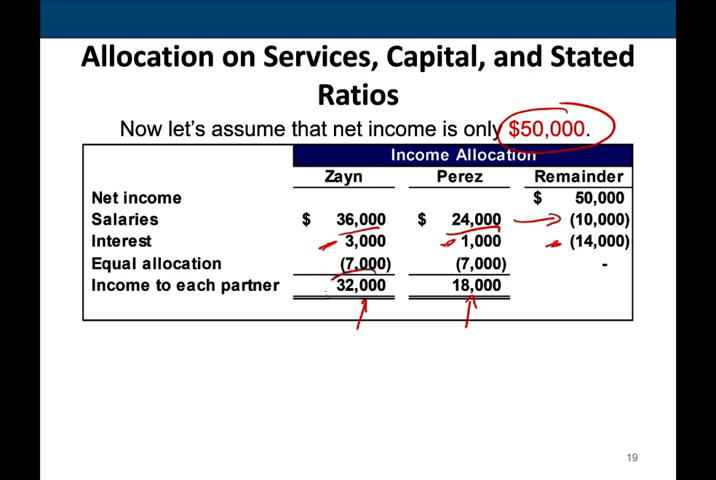 Allocation on Services, Capital, and Stated
Ratios
Now let's assume that net income is only $50,000.
Income Allocation
Zayn Perez Remainder
Net income $ 50,000
Salaries $ 36,000 $ 24,000 (10,000)
Interest 3,000 1,000 (14,000)
Equal allocation (7,000) (7,000) -
Income to each partner 32,000 18,000
19